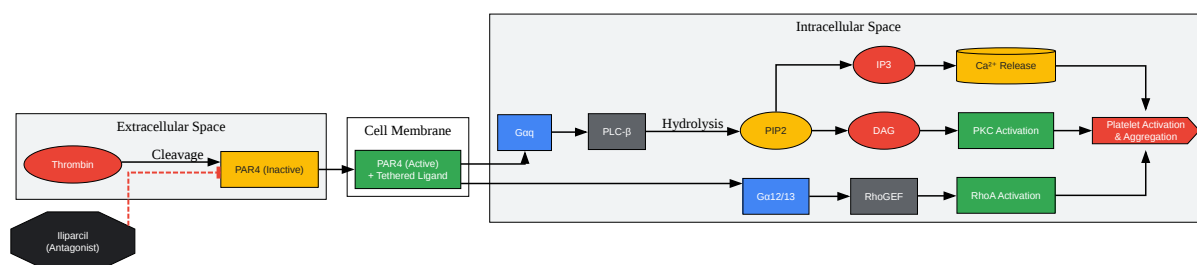 Intracellular Space
IP3
Ca²⁺ Release
Extracellular Space
Cell Membrane
Gαq
PLC-β
Hydrolysis
PIP2
DAG
PKC Activation
Platelet Activation
& Aggregation
Thrombin
Cleavage
PAR4 (Inactive)
PAR4 (Active)
+ Tethered Ligand
Gα12/13
RhoGEF
RhoA Activation
Iliparcil
(Antagonist)